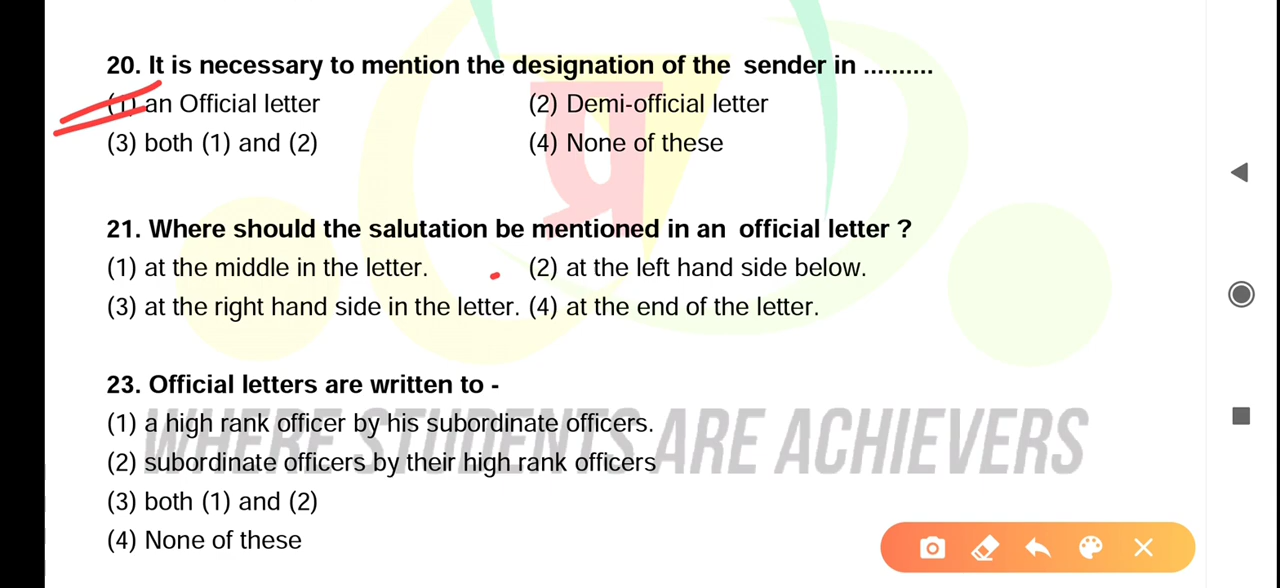 20. It is necessary to mention the designation of the sender in ..........
(1) an Official letter (2) Demi-official letter
(3) both (1) and (2) (4) None of these
21. Where should the salutation be mentioned in an official letter ?
(1) at the middle in the letter. (2) at the left hand side below.
(3) at the right hand side in the letter. (4) at the end of the letter.
23. Official letters are written to -
(1) a high rank officer by his subordinate officers.
(2) subordinate officers by their high rank officers
(3) both (1) and (2)
(4) None of these
प्र
WHERE STUDENTS ARE ACHIEVERS